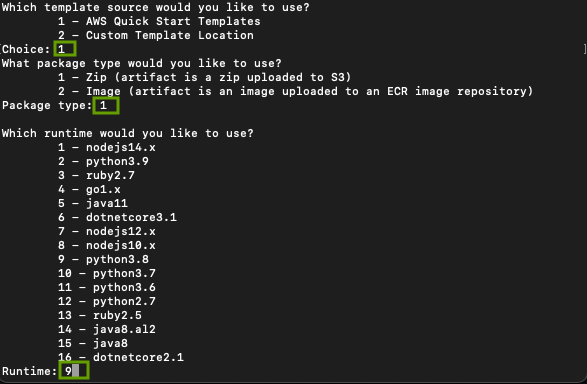 Which template source would you like to use?
1 - AWS Quick Start Templates
2 - Custom Template Location
Choice: 1
What package type would you like to use?
1 - Zip (artifact is a zip uploaded to S3)
2 - Image (artifact is an image uploaded to an ECR image repository)
Package type: 1
Which runtime would you like to use?
1 - nodejs14.x
2 - python3.9
3 - ruby2.7
4 - go1.x
5 - java11
6 - dotnetcore3.1
7 - nodejs12.x
8 - nodejs10.x
9 - python3.8
10 - python3.7
11 - python3.6
12 - python2.7
13 - ruby2.5
14 - java8.al2
15 - java8
16 - dotnetcore2.1
Runtime: 9